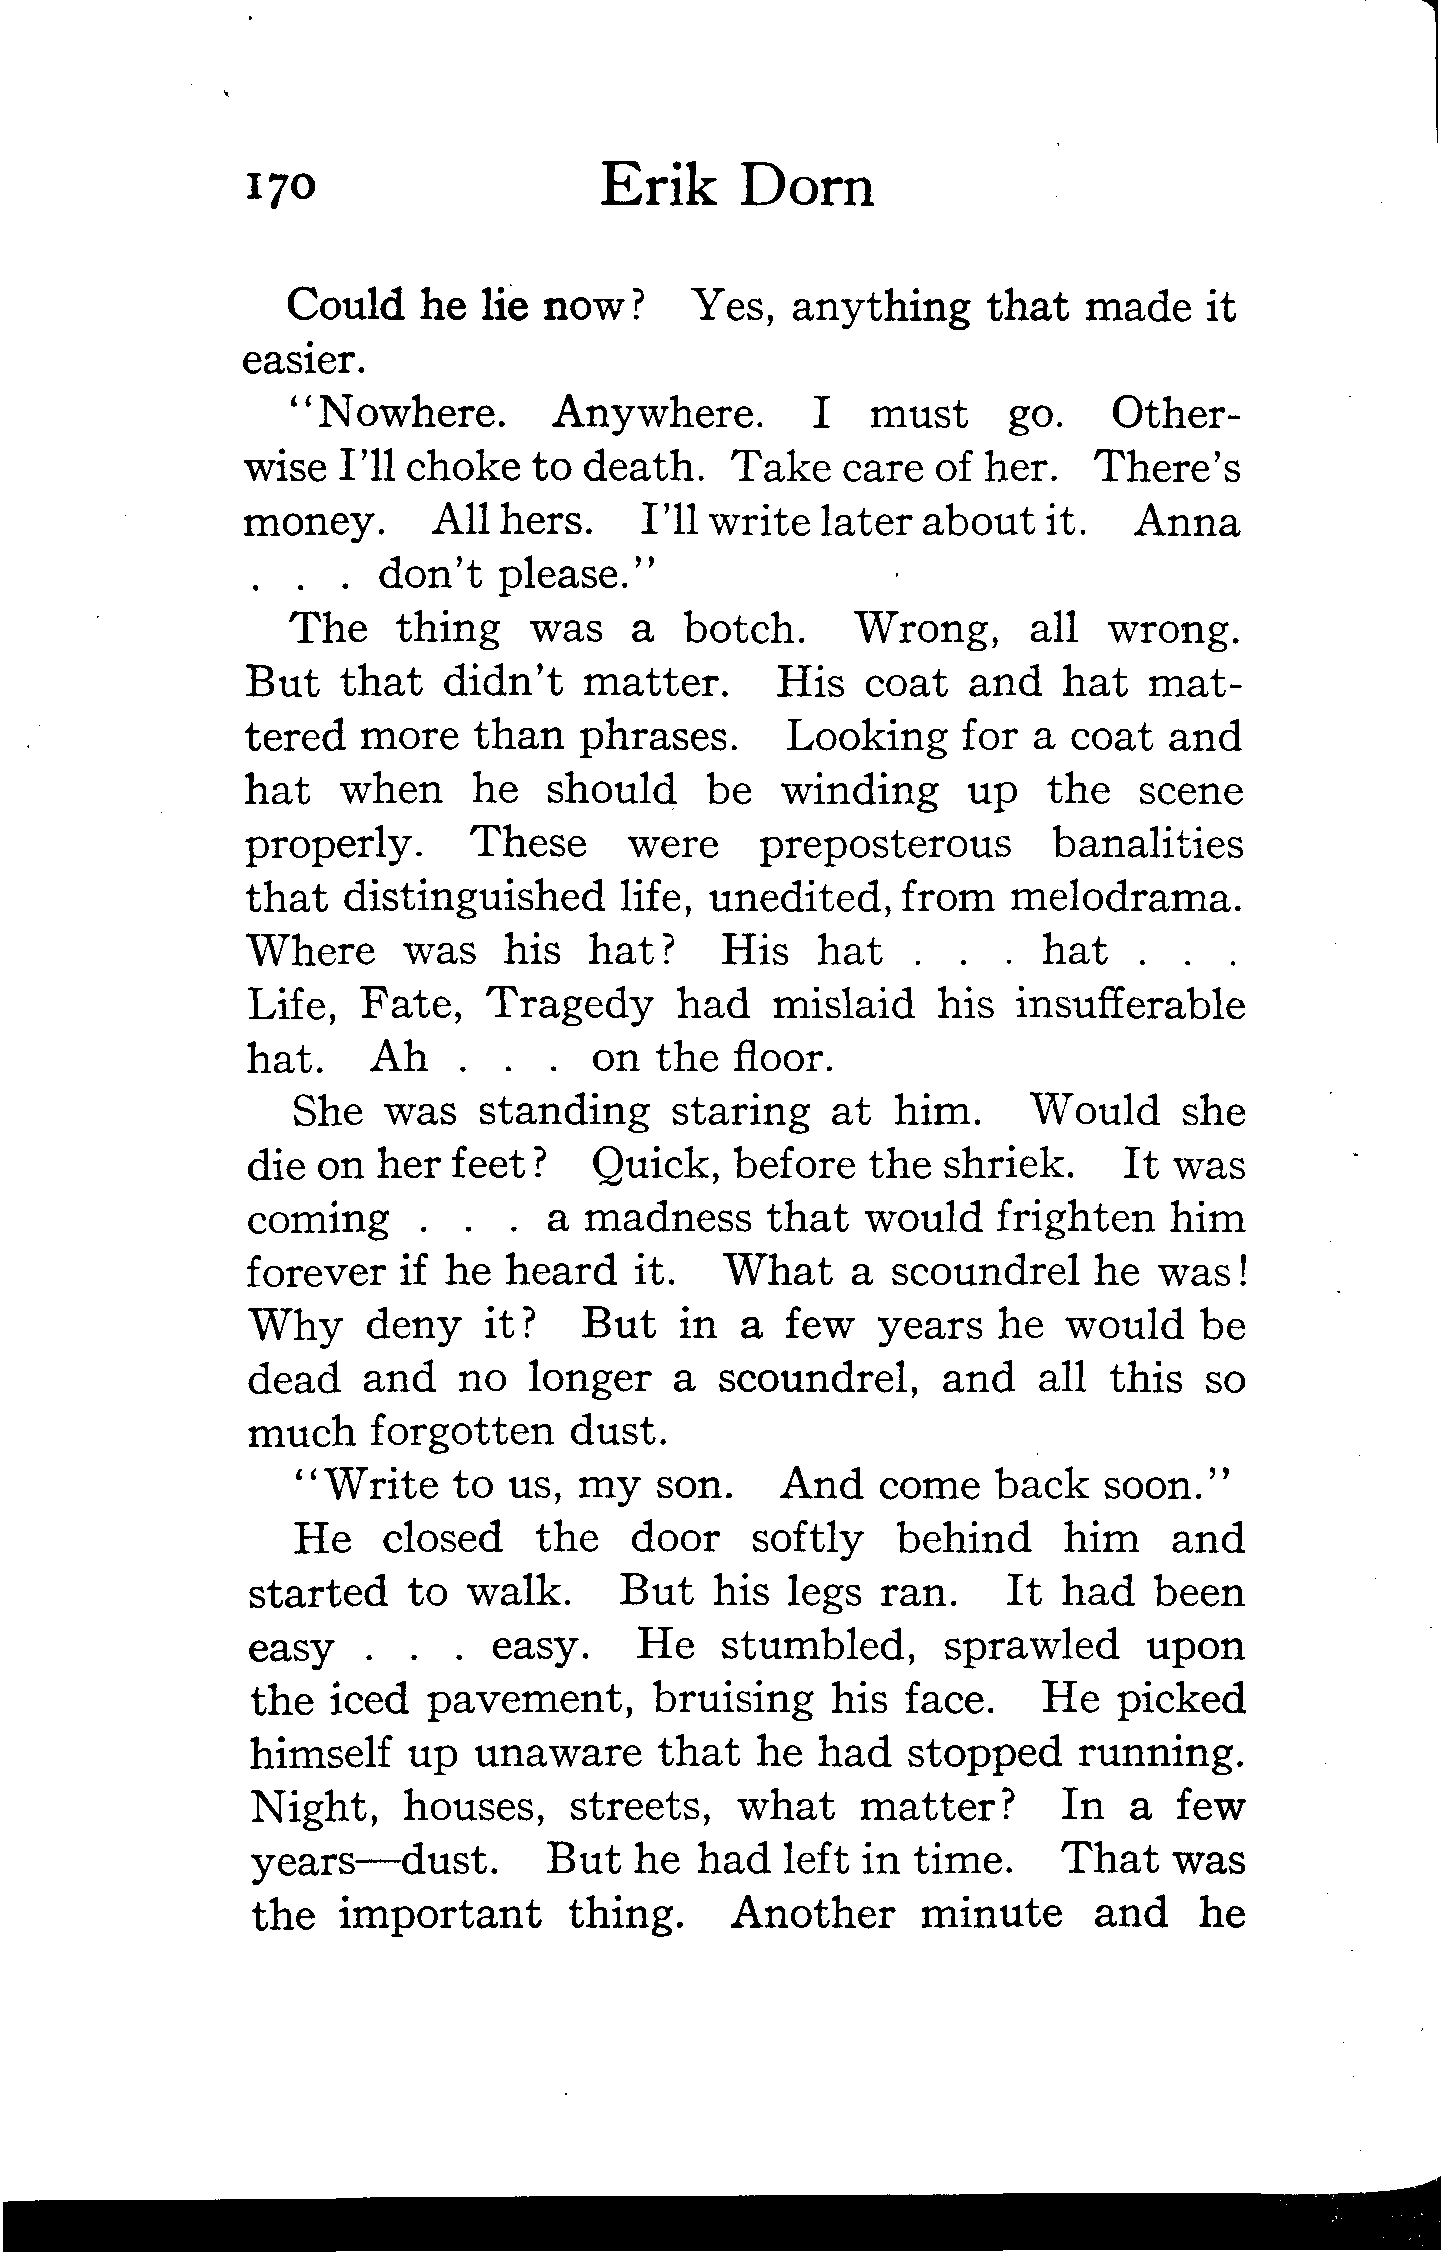 170 Erik Dorn
Could he lie now? Yes, anything that made it
easier.
"Nowhere. Anywhere. I must go. Other-
wise I'll choke to death. Take care of her. There's
money. All hers. I'll write later about it. Anna
. . . don't please."
The thing was a botch. Wrong, all wrong.
But that didn't matter. His coat and hat mat-
tered more than phrases. Looking for a coat and
hat when he should be winding up the scene
properly. These were preposterous banalities
that distinguished life, unedited, from melodrama.
Where was his hat? His hat . . . hat . . .
Life, Fate, Tragedy had mislaid his insufferable
hat. Ah . . . on the floor.
She was standing staring at him. Would she
die on her feet? Quick, before the shriek. It was
coming . . . a madness that would frighten him
forever if he heard it. What a scoundrel he was!
Why deny it? But in a few years he would be
dead and no longer a scoundrel, and all this so
much forgotten dust.
"Write to us, my son. And come back soon."
He closed the door softly behind him and
started to walk. But his legs ran. It had been
easy . . . easy. He stumbled, sprawled upon
the iced pavement, bruising his face. He picked
himself up unaware that he had stopped running.
Night, houses, streets, what matter? In a few
years—dust. But he had left in time. That was
the important thing. Another minute and he